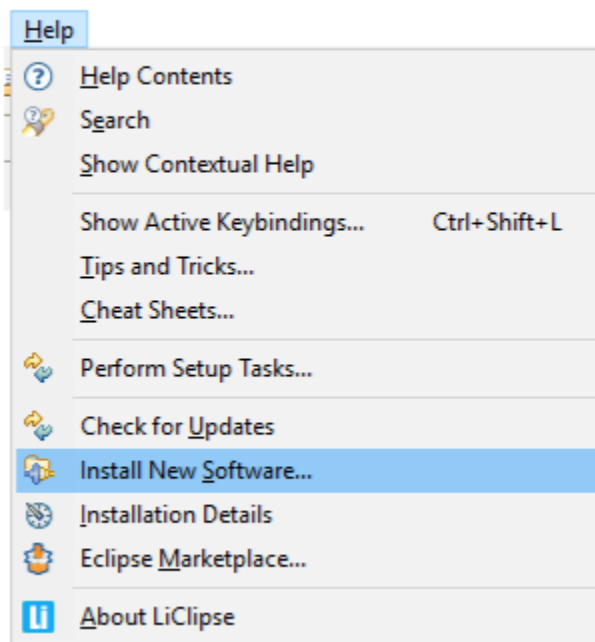 Help
Help Contents
Search
Show Contextual Help
Show Active Keybindings... Ctrl+Shift+L
Tips and Tricks...
Cheat Sheets...
Perform Setup Tasks...
Check for Updates
Install New Software...
Installation Details
Eclipse Marketplace...
Li About LiClipse